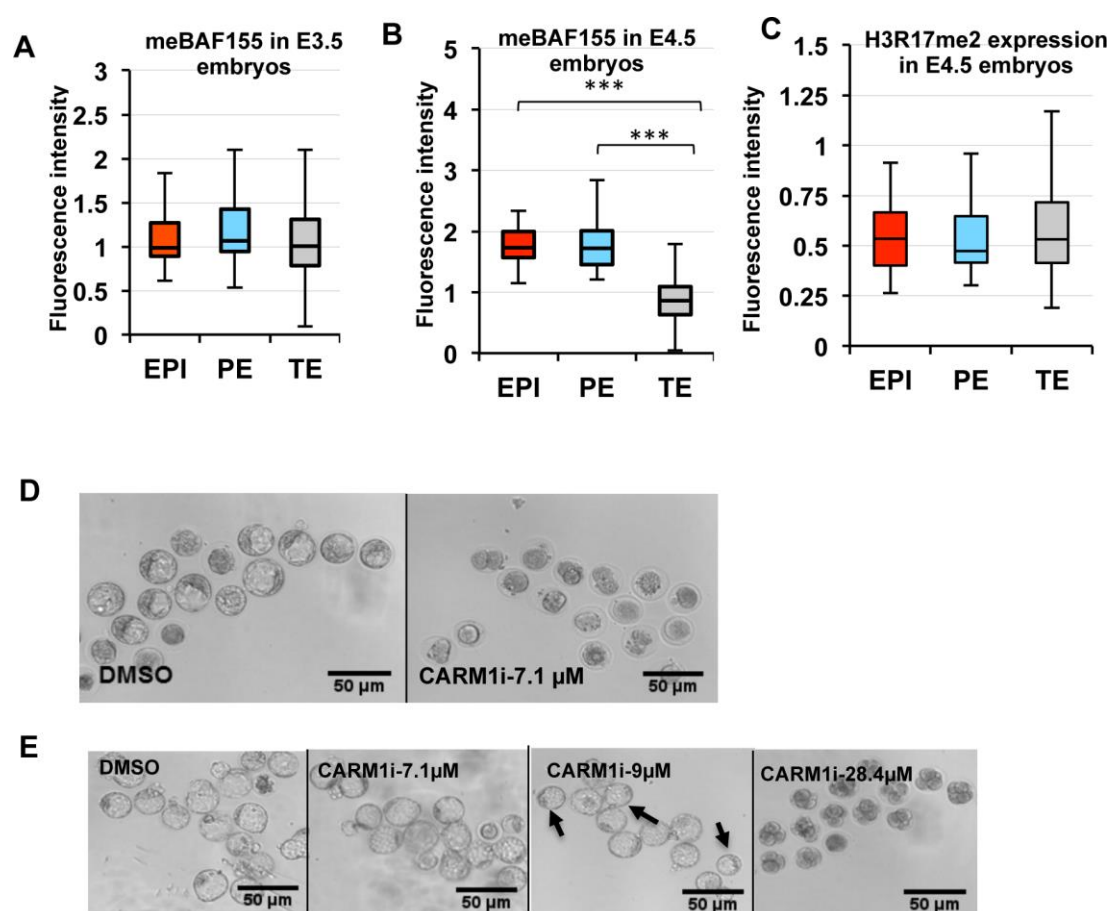 A
meBAF155 in E3.5
embryos
Fluorescence intensity
3
2.5
2
1.5
1
0.5
0
EPI PE TE
B
meBAF155 in E4.5
embryos
Fluorescence intensity
5
4
3
2
1
0
***
***
EPI PE TE
C
H3R17me2 expression
in E4.5 embryos
Fluorescence intensity
1.5
1.25
1
0.75
0.5
0.25
0
EPI PE TE
D
DMSO
50 µm
CARM1i-7.1 µM
50 µm
E
DMSO
50 µm
CARM1i-7.1µM
50 µm
CARM1i-9µM
50 µm
CARM1i-28.4µM
50 µm